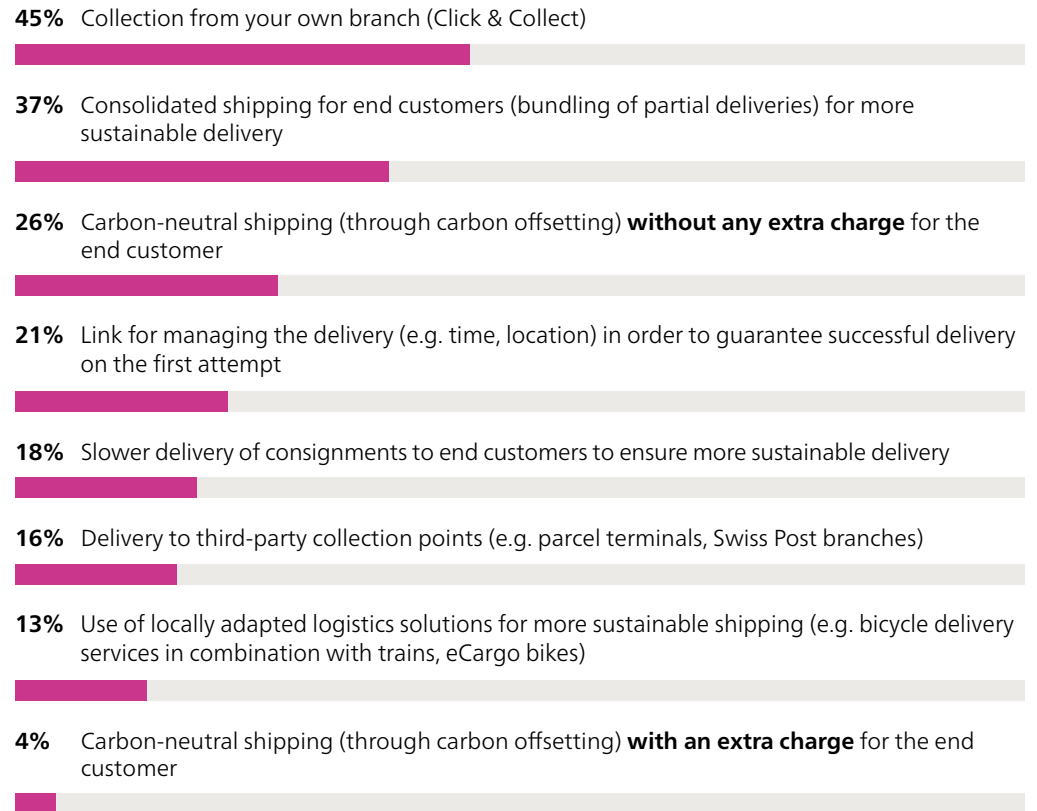 45% Collection from your own branch (Click & Collect)
37% Consolidated shipping for end customers (bundling of partial deliveries) for more
sustainable delivery
26% Carbon-neutral shipping (through carbon offsetting) without any extra charge for the
end customer
21% Link for managing the delivery (e.g. time, location) in order to guarantee successful delivery
on the first attempt
18% Slower delivery of consignments to end customers to ensure more sustainable delivery
16% Delivery to third-party collection points (e.g. parcel terminals, Swiss Post branches)
13% Use of locally adapted logistics solutions for more sustainable shipping (e.g. bicycle delivery
services in combination with trains, eCargo bikes)
4% Carbon-neutral shipping (through carbon offsetting) with an extra charge for the end
customer